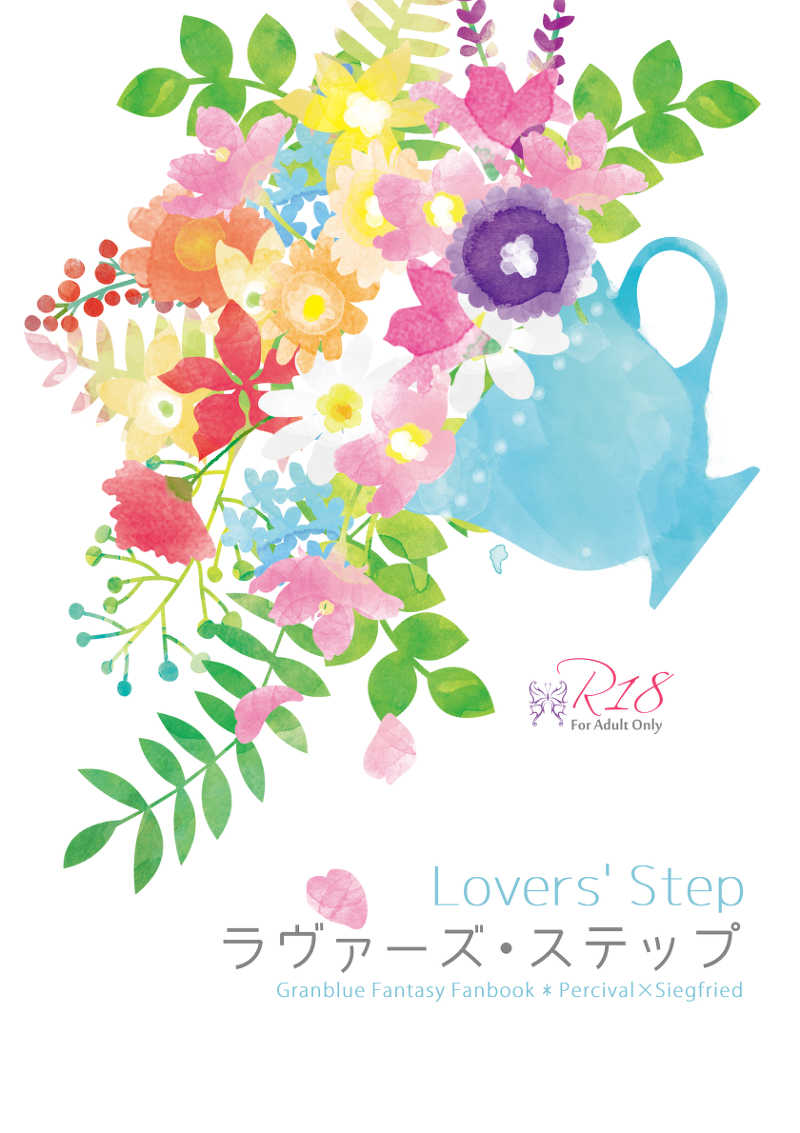 R18
For Adult Only
Lovers' Step
ラヴァーズ・ステップ
Granblue Fantasy Fanbook * Percival×Siegfried